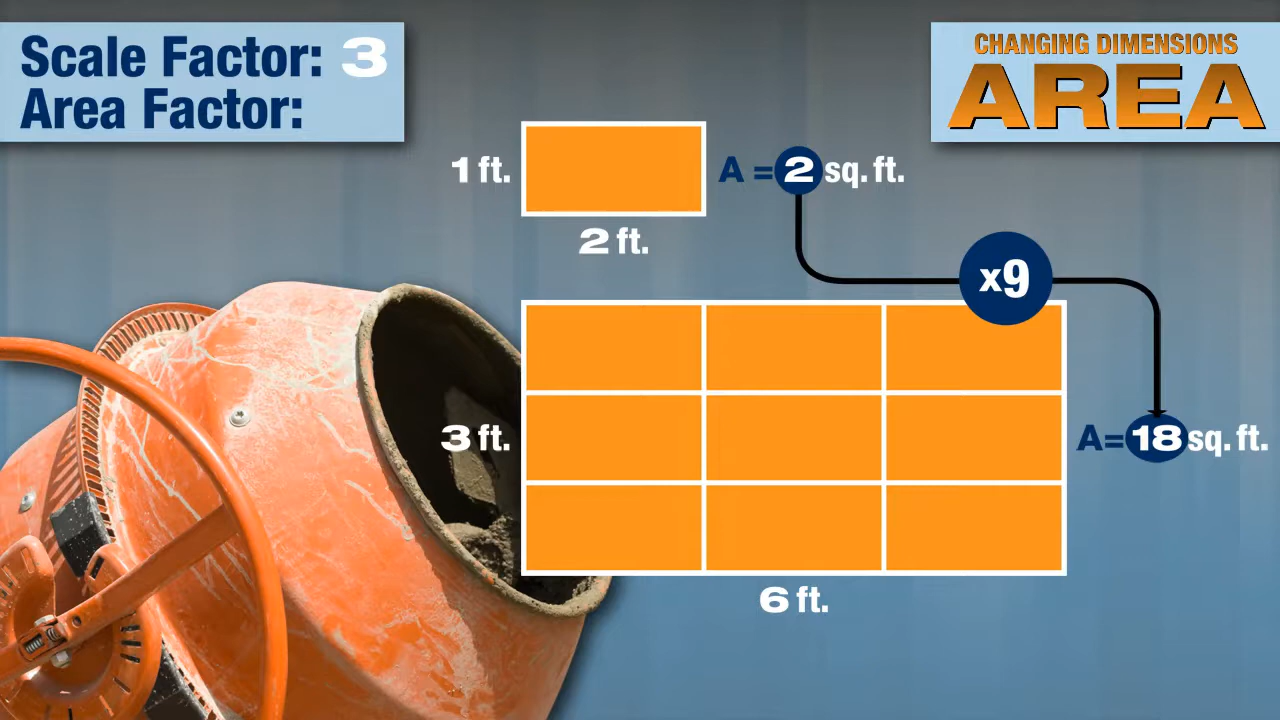 Scale Factor: 3
Area Factor:
CHANGING DIMENSIONS
AREA
1 ft.
A = 2 sq. ft.
2 ft.
x9
3 ft.
A= 18 sq. ft.
6 ft.